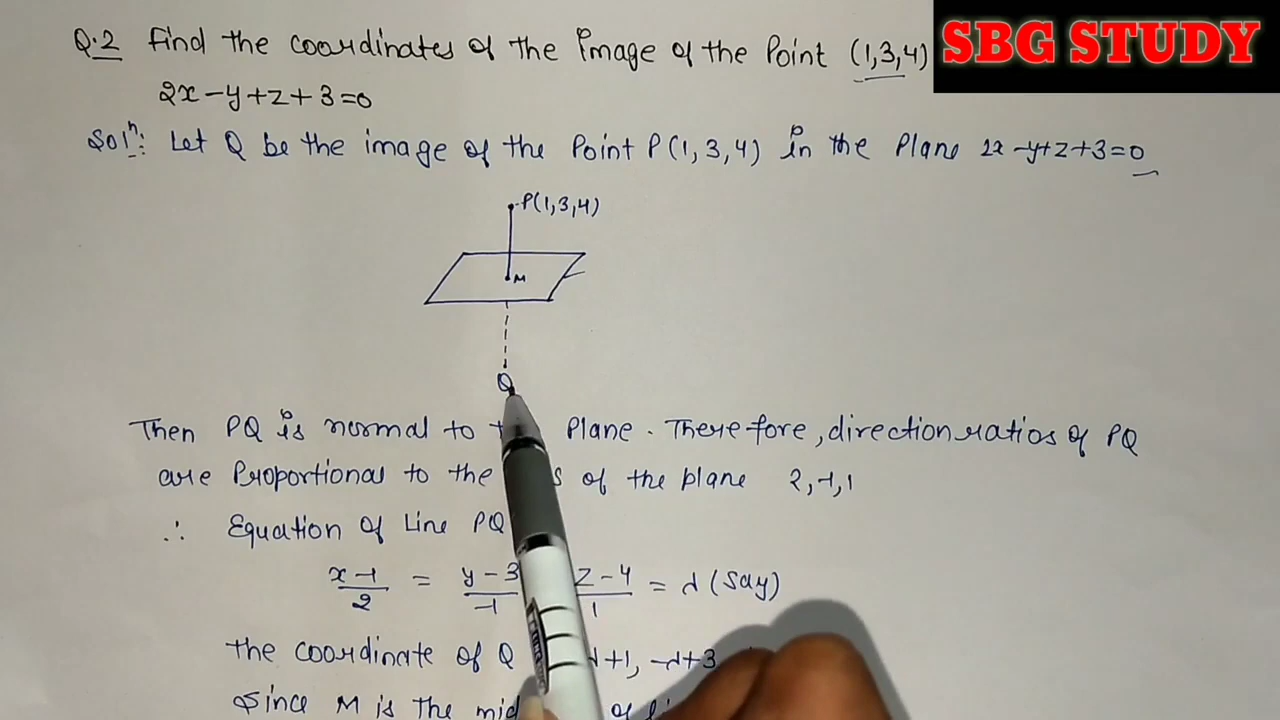 Q.2 Find the coordinates of the image of the Point (1,3,4)
SBG STUDY
2x-y+z+3=0
Solⁿ: Let Q be the image of the Point P(1,3,4) in the Plane 2x-y+z+3=0
P(1,3,4)
M
Q
Then PQ is normal to Plane. Therefore, direction ratios of PQ
are Proportional to the of the plane 2,-1,1
∴ Equation of Line PQ
x-1/2 = y-3/-1 z-4/1 = λ (say)
the coordinate of Q λ+1, -λ+3
Since M is the mid of